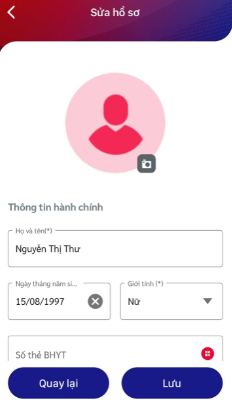 Sửa hồ sơ
Thông tin hành chính
Họ và tên(*)
Nguyễn Thị Thư
Ngày tháng năm si...
Giới tính (*)
15/08/1997
Nữ
Số thẻ BHYT
Quay lại
Lưu